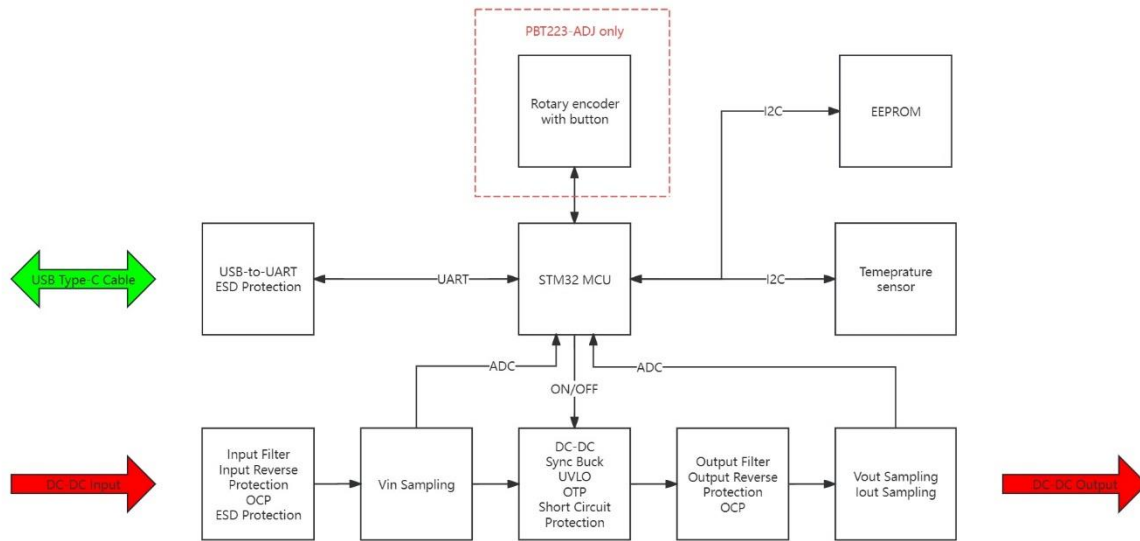 PBT223-ADJ only
Rotary encoder
with button
I2C
EEPROM
USB Type-C Cable
USB-to-UART
ESD Protection
UART
STM32 MCU
I2C
Temeprature
sensor
ADC
ON/OFF
ADC
DC-DC Input
Input Filter
Input Reverse
Protection
OCP
ESD Protection
Vin Sampling
DC-DC
Sync Buck
UVLO
OTP
Short Circuit
Protection
Output Filter
Output Reverse
Protection
OCP
Vout Sampling
Iout Sampling
DC-DC Output